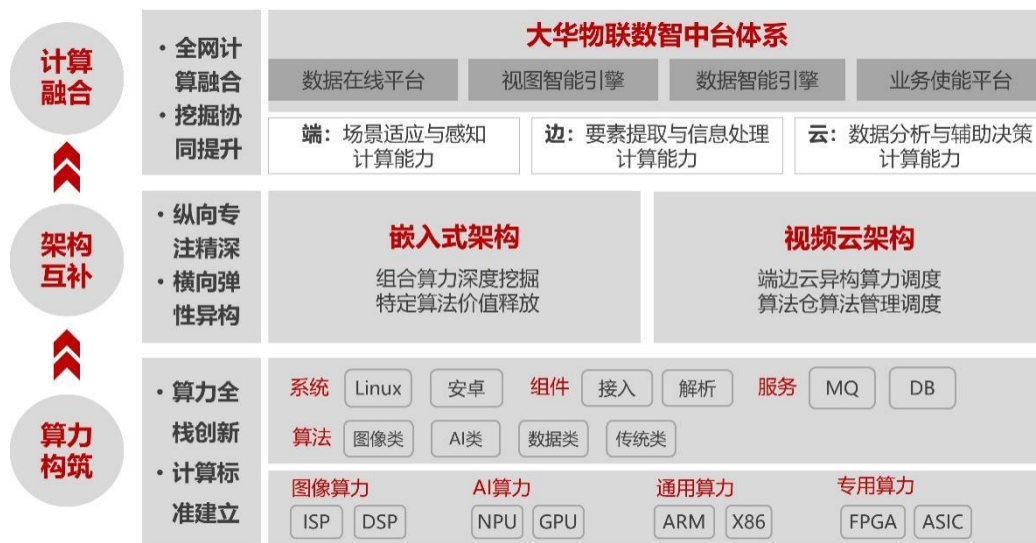 计算
融合
• 全网计
算融合
• 挖掘协
同提升
大华物联数智中台体系
数据在线平台 视图智能引擎 数据智能引擎 业务使能平台
端：场景适应与感知
计算能力
边：要素提取与信息处理
计算能力
云：数据分析与辅助决策
计算能力
架构
互补
• 纵向专
注精深
• 横向弹
性异构
嵌入式架构
组合算力深度挖掘
特定算法价值释放
视频云架构
端边云异构算力调度
算法仓算法管理调度
算力
构筑
• 算力全
栈创新
• 计算标
准建立
系统 Linux 安卓 组件 接入 解析 服务 MQ DB
算法 图像类 AI类 数据类 传统类
图像算力 AI算力 通用算力 专用算力
ISP DSP NPU GPU ARM X86 FPGA ASIC